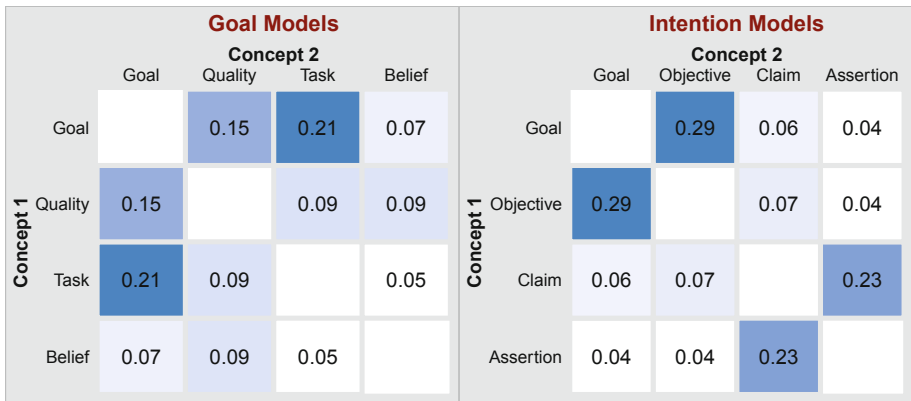 Goal Models
Concept 2
Goal Quality Task Belief
Concept 1
Goal 0.15 0.21 0.07
Quality 0.15 0.09 0.09
Task 0.21 0.09 0.05
Belief 0.07 0.09 0.05
Intention Models
Concept 2
Goal Objective Claim Assertion
Concept 1
Goal 0.29 0.06 0.04
Objective 0.29 0.07 0.04
Claim 0.06 0.07 0.23
Assertion 0.04 0.04 0.23